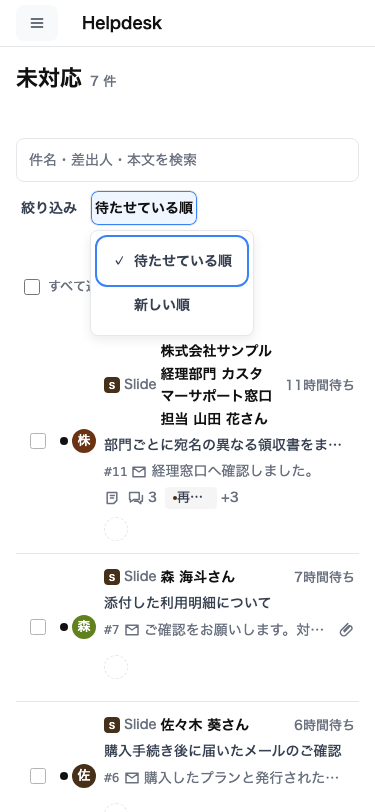 Helpdesk
未対応 7 件
件名・差出人・本文を検索
絞り込み 待たせている順
✓ 待たせている順
すべて
新しい順
S Slide 株式会社サンプル
経理部門 カスタ
マーサポート窓口
担当 山田 花さん
11時間待ち
株
部門ごとに宛名の異なる領収書をま…
#11 経理窓口へ確認しました。
3 •再… +3
S Slide 森 海斗さん 7時間待ち
添付した利用明細について
森
#7 ご確認をお願いします。対…
S Slide 佐々木 葵さん 6時間待ち
購入手続き後に届いたメールのご確認
佐
#6 購入したプランと発行された…